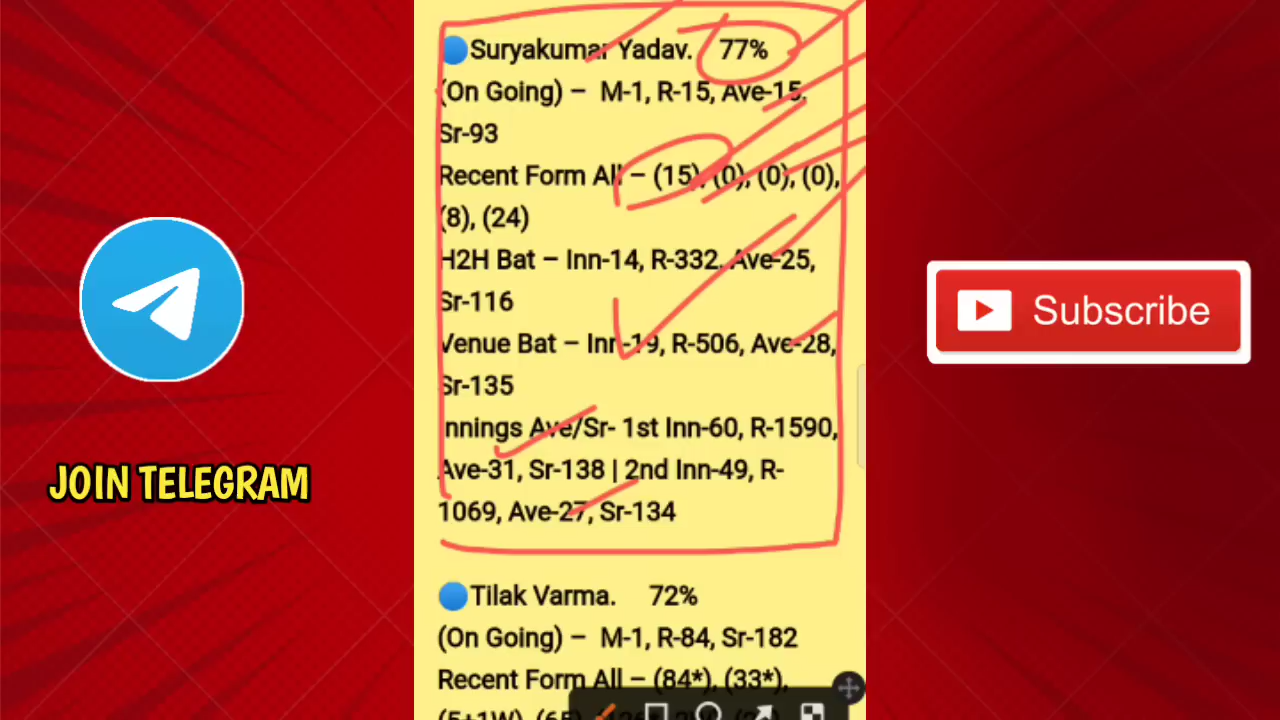 Suryakumar Yadav. 77%
(On Going) – M-1, R-15, Ave-15.
Sr-93
Recent Form All – (15), (0), (0), (0),
(8), (24)
H2H Bat – Inn-14, R-332, Ave-25,
Sr-116
Venue Bat – Inn-19, R-506, Ave-28,
Sr-135
Innings Ave/Sr- 1st Inn-60, R-1590,
Ave-31, Sr-138 | 2nd Inn-49, R-
1069, Ave-27, Sr-134
Tilak Varma. 72%
(On Going) – M-1, R-84, Sr-182
Recent Form All – (84*), (33*),
JOIN TELEGRAM
Subscribe